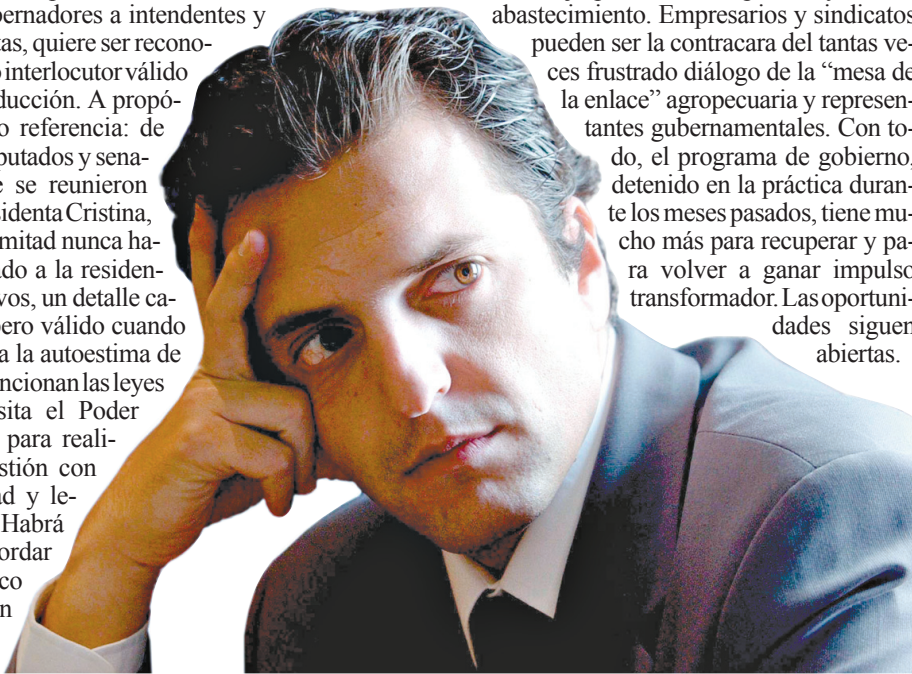 bernadores a intendentes y
tas, quiere ser recono-
o interlocutor válido
ducción. A propó-
o referencia: de
putados y sena-
e se reunieron
sidenta Cristina,
mitad nunca ha-
ado a la residen-
vos, un detalle ca-
pero válido cuando
a la autoestima de
ncionan las leyes
sita el Poder
para reali-
stión con
ad y le-
Habrá
ordar
co
n
abastecimiento. Empresarios y sindicatos
pueden ser la contracara del tantas ve-
ces frustrado diálogo de la “mesa de
la enlace” agropecuaria y represen-
tantes gubernamentales. Con to-
do, el programa de gobierno,
detenido en la práctica duran-
te los meses pasados, tiene mu-
cho más para recuperar y pa-
ra volver a ganar impulso
transformador. Las oportuni-
dades siguen
abiertas.